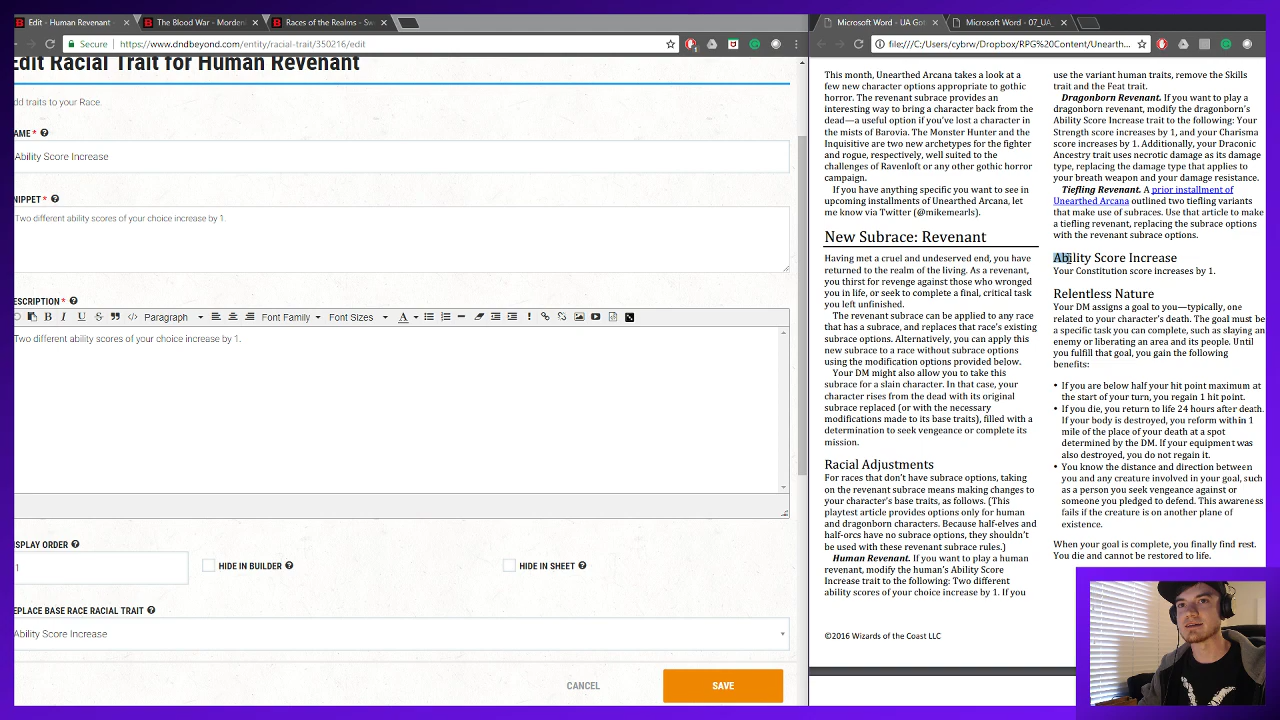 Edit - Human Revenant -
The Blood War - Morden
Races of the Realms - Sw
Secure
https://www.dndbeyond.com/entity/racial-trait/350216/edit
dit Racial Trait for Human Revenant
dd traits to your Race.
AME *
Ability Score Increase
NIPPET *
Two different ability scores of your choice increase by 1.
ESCRIPTION *
Paragraph
Font Family
Font Sizes
Two different ability scores of your choice increase by 1.
ISPLAY ORDER
1
HIDE IN BUILDER
HIDE IN SHEET
EPLACE BASE RACE RACIAL TRAIT
Ability Score Increase
CANCEL
SAVE
Microsoft Word - UA Got
Microsoft Word - 07_UA_
file:///C:/Users/cybrw/Dropbox/RPG%20Content/Unearth...
This month, Unearthed Arcana takes a look at a
few new character options appropriate to gothic
horror. The revenant subrace provides an
interesting way to bring a character back from the
dead—a useful option if you've lost a character in
the mists of Barovia. The Monster Hunter and the
Inquisitive are two new archetypes for the fighter
and rogue, respectively, well suited to the
challenges of Ravenloft or any other gothic horror
campaign.
If you have anything specific you want to see in
upcoming installments of Unearthed Arcana, let
me know via Twitter (@mikemearls).
New Subrace: Revenant
Having met a cruel and undeserved end, you have
returned to the realm of the living. As a revenant,
you thirst for revenge against those who wronged
you in life, or seek to complete a final, critical task
you left unfinished.
The revenant subrace can be applied to any race
that has a subrace, and replaces that race's existing
subrace options. Alternatively, you can apply this
new subrace to a race without subrace options
using the modification options provided below.
Your DM might also allow you to take this
subrace for a slain character. In that case, your
character rises from the dead with its original
subrace replaced (or with the necessary
modifications made to its base traits), filled with a
determination to seek vengeance or complete its
mission.
Racial Adjustments
For races that don't have subrace options, taking
on the revenant subrace means making changes to
your character's base traits, as follows. (This
playtest article provides options only for human
and dragonborn characters. Because half-elves and
half-orcs have no subrace options, they shouldn't
be used with these revenant subrace rules.)
Human Revenant. If you want to play a human
revenant, modify the human's Ability Score
Increase trait to the following: Two different
ability scores of your choice increase by 1. If you
©2016 Wizards of the Coast LLC
use the variant human traits, remove the Skills
trait and the Feat trait.
Dragonborn Revenant. If you want to play a
dragonborn revenant, modify the dragonborn's
Ability Score Increase trait to the following: Your
Strength score increases by 1, and your Charisma
score increases by 1. Additionally, your Draconic
Ancestry trait uses necrotic damage as its damage
type, replacing the damage type that applies to
your breath weapon and your damage resistance.
Tiefling Revenant. A prior installment of
Unearthed Arcana outlined two tiefling variants
that make use of subraces. Use that article to make
a tiefling revenant, replacing the subrace options
with the revenant subrace options.
Ability Score Increase
Your Constitution score increases by 1.
Relentless Nature
Your DM assigns a goal to you—typically, one
related to your character's death. The goal must be
a specific task you can complete, such as slaying an
enemy or liberating an area and its people. Until
you fulfill that goal, you gain the following
benefits:
• If you are below half your hit point maximum at
the start of your turn, you regain 1 hit point.
• If you die, you return to life 24 hours after death.
If your body is destroyed, you reform within 1
mile of the place of your death at a spot
determined by the DM. If your equipment was
also destroyed, you do not regain it.
• You know the distance and direction between
you and any creature involved in your goal, such
as a person you seek vengeance against or
someone you pledged to defend. This awareness
fails if the creature is on another plane of
existence.
When your goal is complete, you finally find rest.
You die and cannot be restored to life.